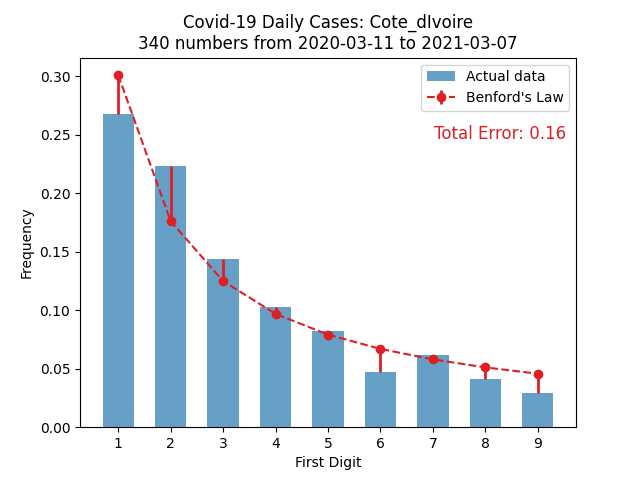 Covid-19 Daily Cases: Cote_dIvoire
340 numbers from 2020-03-11 to 2021-03-07
Actual data
Benford's Law
Total Error: 0.16
Frequency
0.30
0.25
0.20
0.15
0.10
0.05
0.00
1 2 3 4 5 6 7 8 9
First Digit